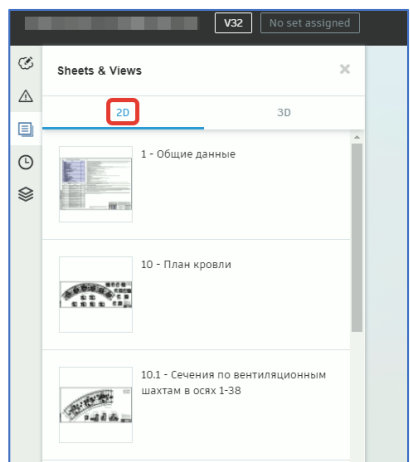 V32
No set assigned
Sheets & Views
2D
3D
1 - Общие данные
10 - План кровли
10.1 - Сечения по вентиляционным
шахтам в осях 1-38